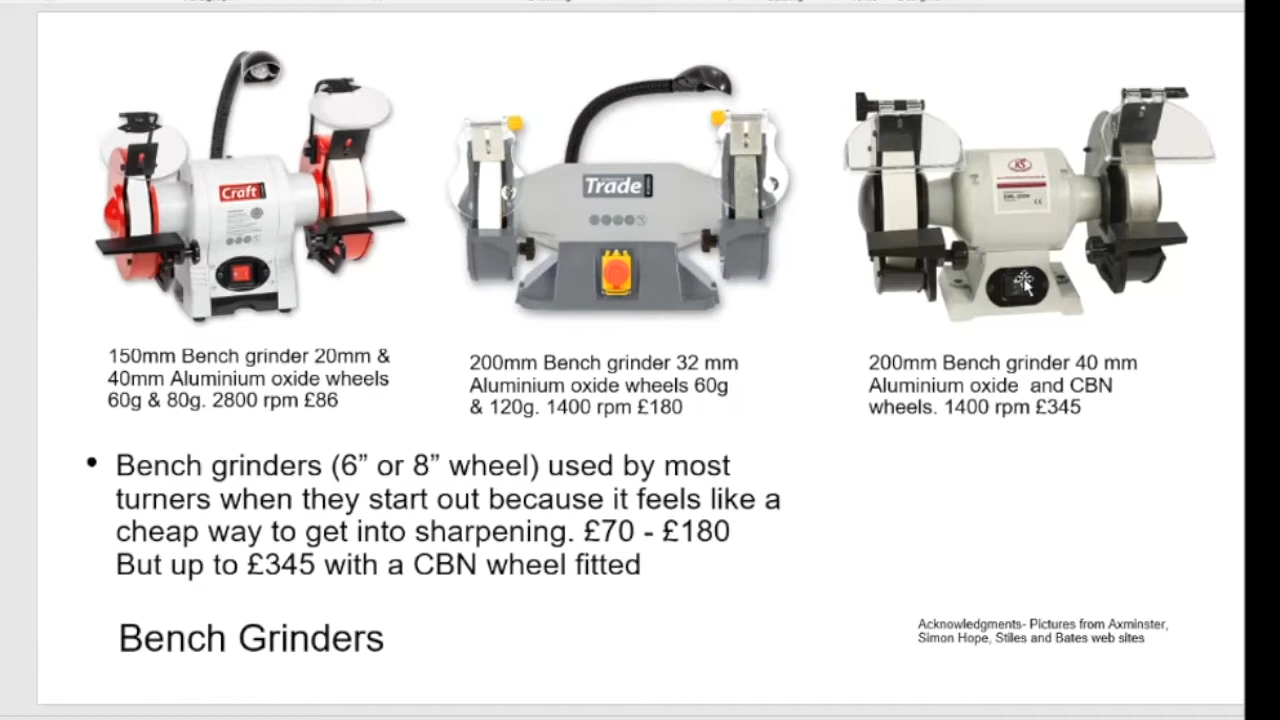 Craft
Trade
KS
150mm Bench grinder 20mm &
40mm Aluminium oxide wheels
60g & 80g. 2800 rpm £86
200mm Bench grinder 32 mm
Aluminium oxide wheels 60g
& 120g. 1400 rpm £180
200mm Bench grinder 40 mm
Aluminium oxide  and CBN
wheels. 1400 rpm £345
• Bench grinders (6” or 8” wheel) used by most
turners when they start out because it feels like a
cheap way to get into sharpening. £70 - £180
But up to £345 with a CBN wheel fitted
Bench Grinders
Acknowledgments- Pictures from Axminster,
Simon Hope, Stiles and Bates web sites